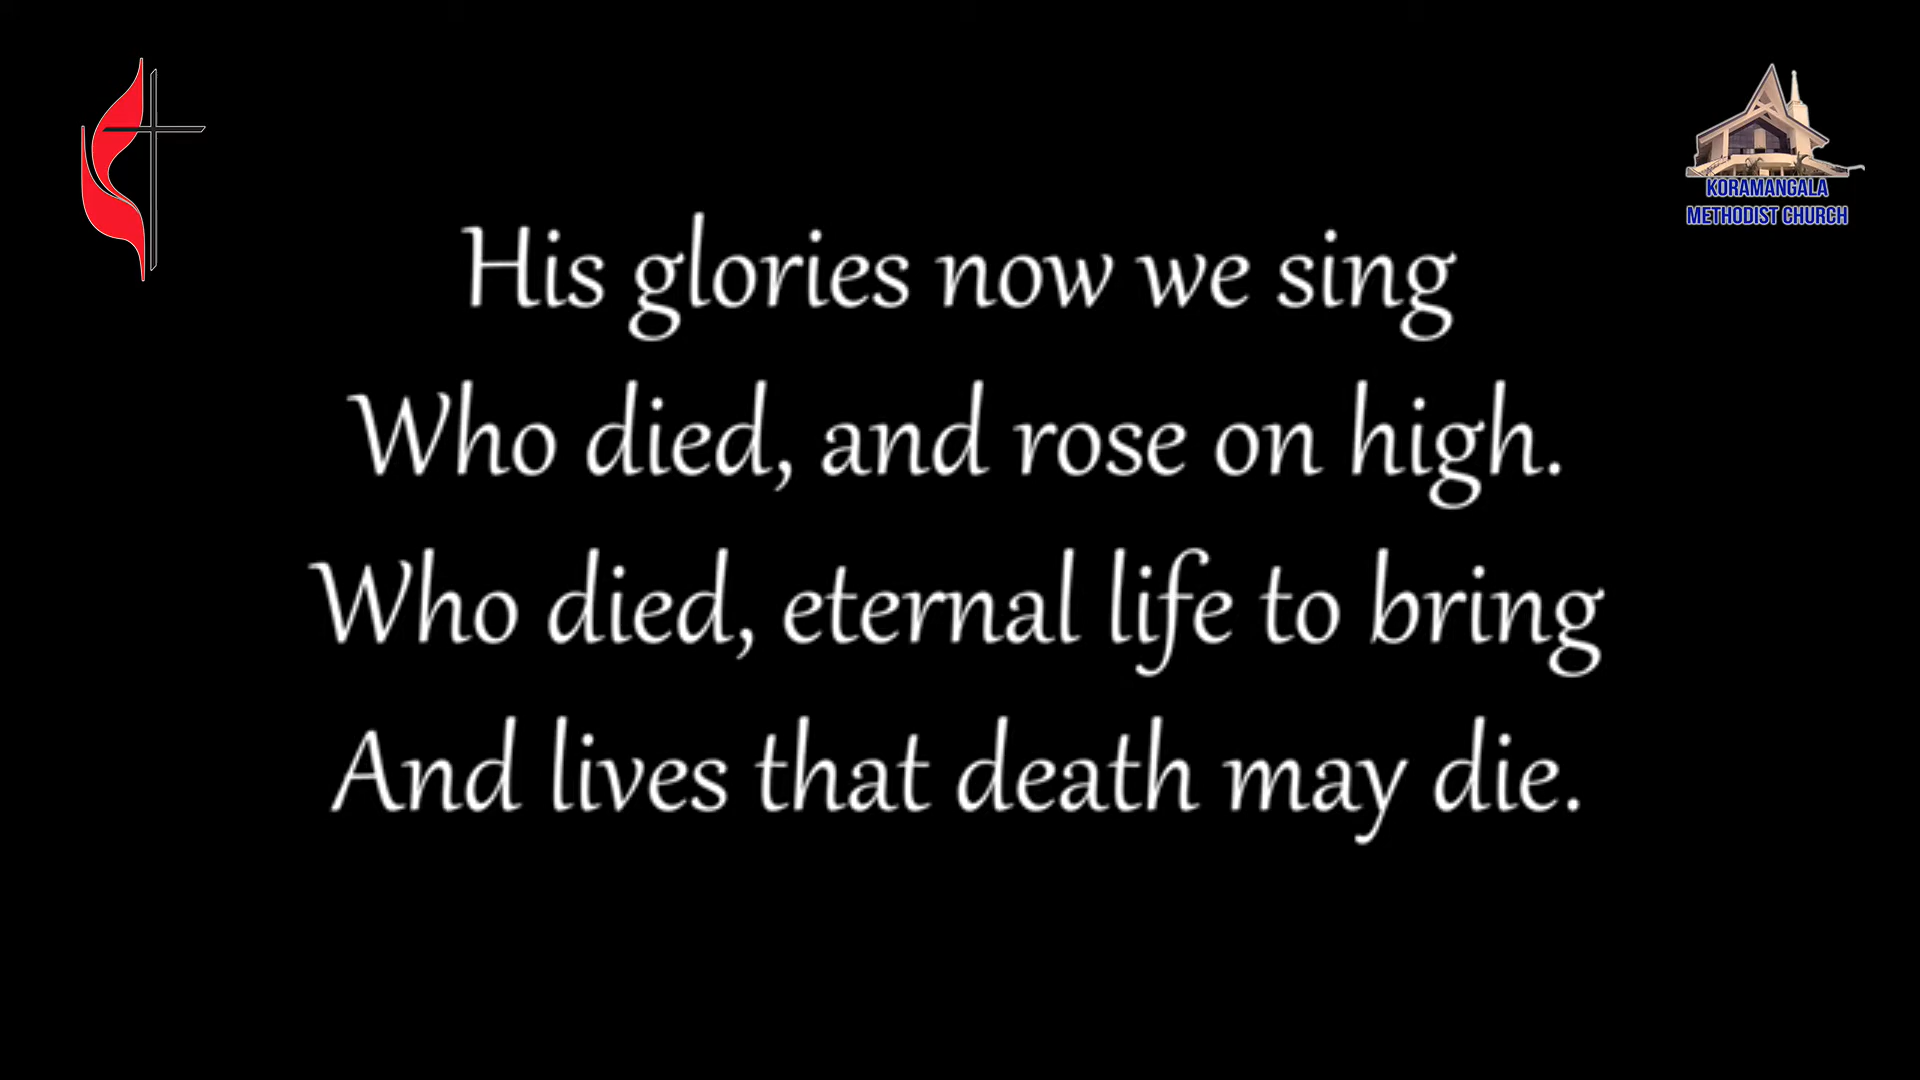 KORAMANGALA
METHODIST CHURCH
His glories now we sing
Who died, and rose on high.
Who died, eternal life to bring
And lives that death may die.